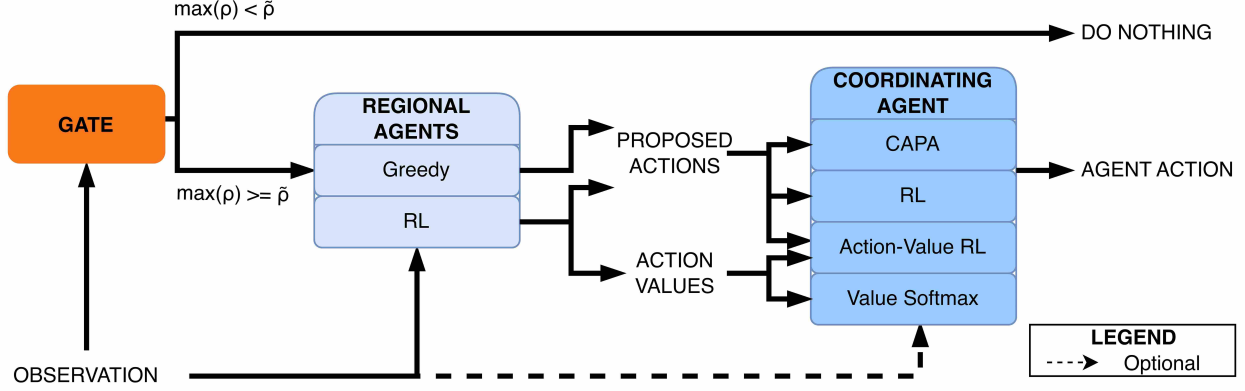 max(ρ) < ρ̃
DO NOTHING
GATE
max(ρ) >= ρ̃
REGIONAL
AGENTS
Greedy
RL
PROPOSED
ACTIONS
ACTION
VALUES
COORDINATING
AGENT
CAPA
RL
Action-Value RL
Value Softmax
AGENT ACTION
OBSERVATION
LEGEND
Optional